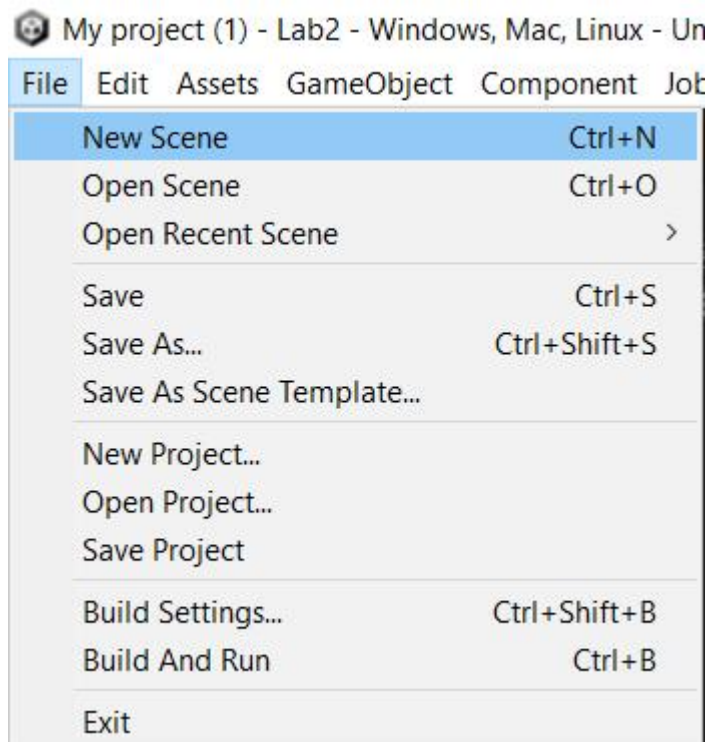 My project (1) - Lab2 - Windows, Mac, Linux - Un
File Edit Assets GameObject Component Job
New Scene Ctrl+N
Open Scene Ctrl+O
Open Recent Scene >
Save Ctrl+S
Save As... Ctrl+Shift+S
Save As Scene Template...
New Project...
Open Project...
Save Project
Build Settings... Ctrl+Shift+B
Build And Run Ctrl+B
Exit